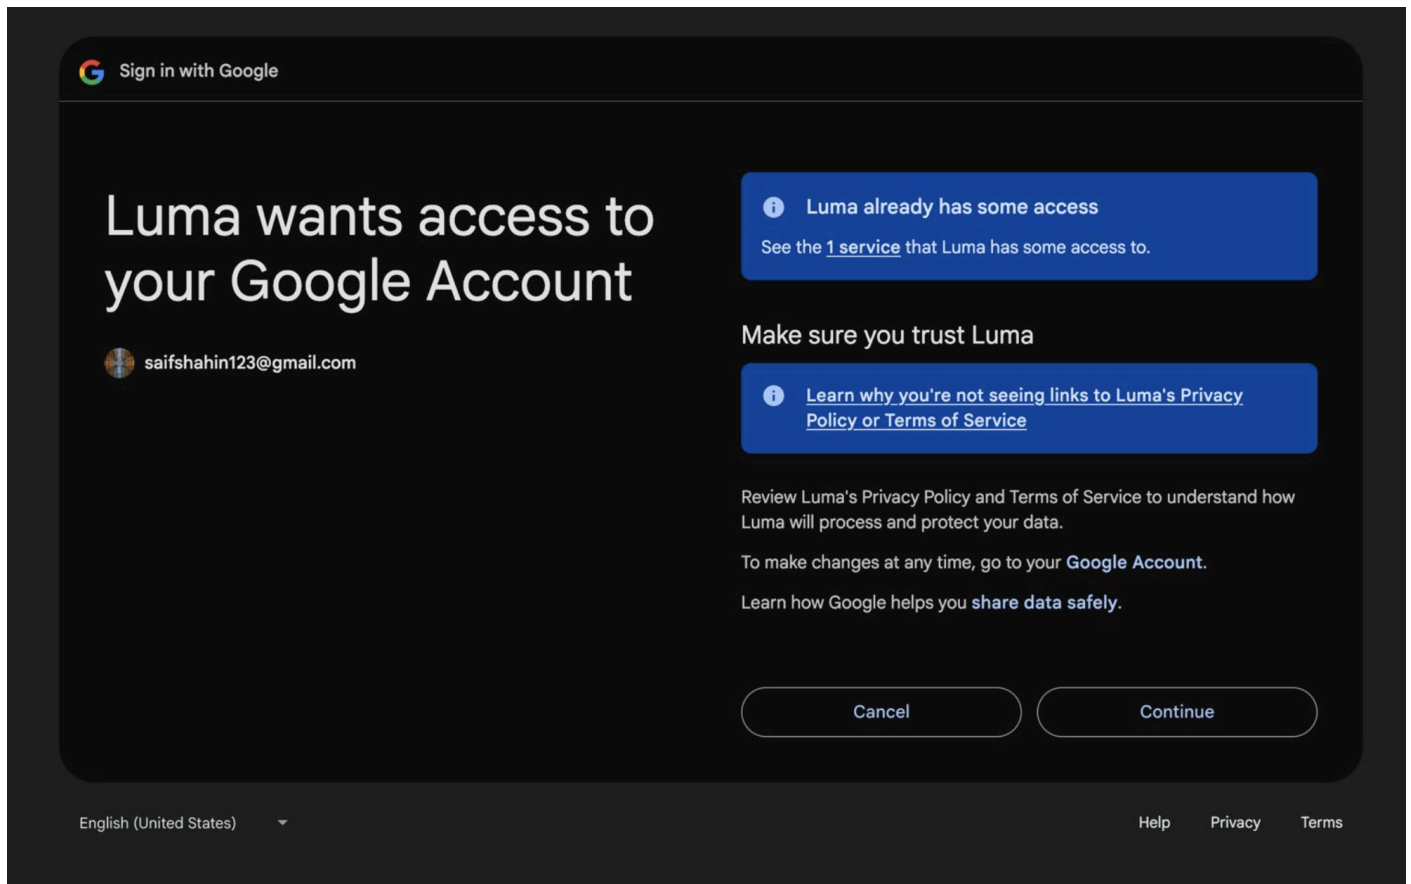 Sign in with Google
Luma wants access to
your Google Account
saifshahin123@gmail.com
Luma already has some access
See the 1 service that Luma has some access to.
Make sure you trust Luma
Learn why you're not seeing links to Luma's Privacy
Policy or Terms of Service
Review Luma's Privacy Policy and Terms of Service to understand how
Luma will process and protect your data.
To make changes at any time, go to your Google Account.
Learn how Google helps you share data safely.
Cancel
Continue
English (United States)
Help
Privacy
Terms